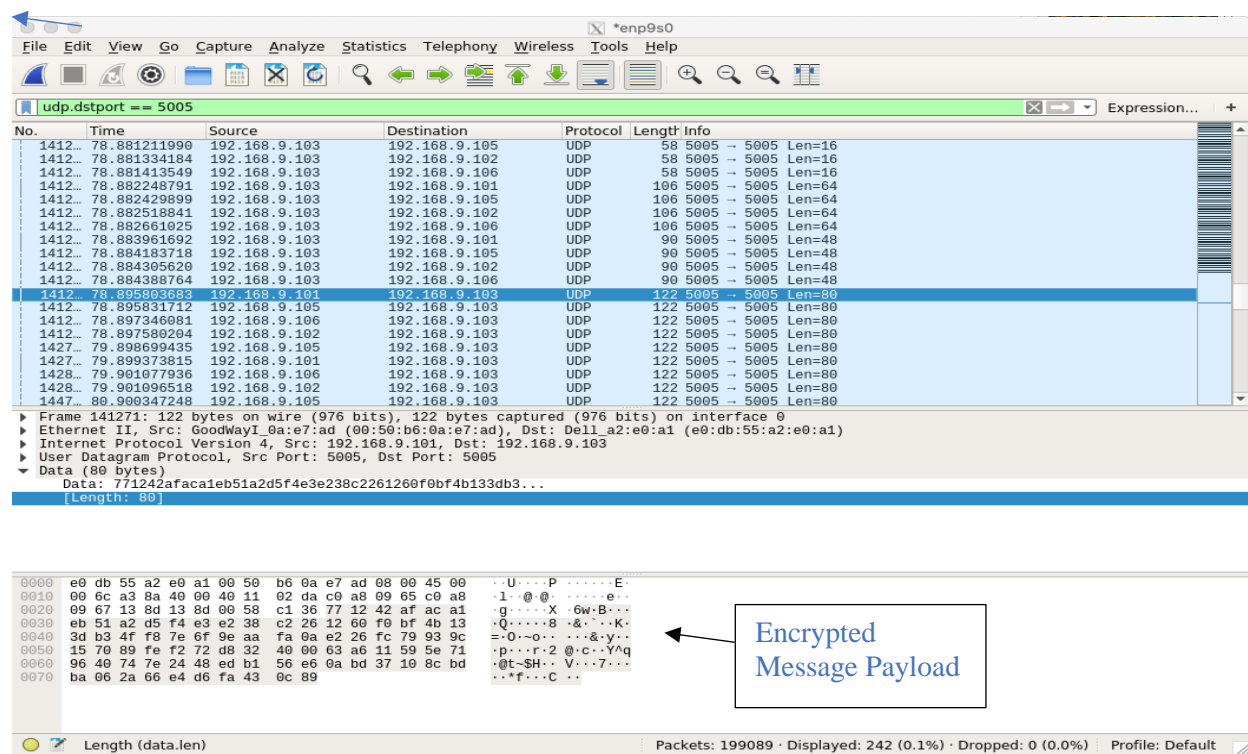 *enp9s0
File Edit View Go Capture Analyze Statistics Telephony Wireless Tools Help
udp.dstport == 5005 Expression... +
No. Time Source Destination Protocol Length Info
1412… 78.881211990 192.168.9.103 192.168.9.105 UDP 58 5005 → 5005 Len=16
1412… 78.881334184 192.168.9.103 192.168.9.102 UDP 58 5005 → 5005 Len=16
1412… 78.881413549 192.168.9.103 192.168.9.106 UDP 58 5005 → 5005 Len=16
1412… 78.882248791 192.168.9.103 192.168.9.101 UDP 106 5005 → 5005 Len=64
1412… 78.882429899 192.168.9.103 192.168.9.105 UDP 106 5005 → 5005 Len=64
1412… 78.882518841 192.168.9.103 192.168.9.102 UDP 106 5005 → 5005 Len=64
1412… 78.882661025 192.168.9.103 192.168.9.106 UDP 106 5005 → 5005 Len=64
1412… 78.883961692 192.168.9.103 192.168.9.101 UDP 90 5005 → 5005 Len=48
1412… 78.884183718 192.168.9.103 192.168.9.105 UDP 90 5005 → 5005 Len=48
1412… 78.884305620 192.168.9.103 192.168.9.102 UDP 90 5005 → 5005 Len=48
1412… 78.884388764 192.168.9.103 192.168.9.106 UDP 90 5005 → 5005 Len=48
1412… 78.895803683 192.168.9.101 192.168.9.103 UDP 122 5005 → 5005 Len=80
1412… 78.895831712 192.168.9.105 192.168.9.103 UDP 122 5005 → 5005 Len=80
1412… 78.897346081 192.168.9.106 192.168.9.103 UDP 122 5005 → 5005 Len=80
1412… 78.897580204 192.168.9.102 192.168.9.103 UDP 122 5005 → 5005 Len=80
1427… 79.898699435 192.168.9.105 192.168.9.103 UDP 122 5005 → 5005 Len=80
1427… 79.899373815 192.168.9.101 192.168.9.103 UDP 122 5005 → 5005 Len=80
1428… 79.901077936 192.168.9.106 192.168.9.103 UDP 122 5005 → 5005 Len=80
1428… 79.901096518 192.168.9.102 192.168.9.103 UDP 122 5005 → 5005 Len=80
1447… 80.900347248 192.168.9.105 192.168.9.103 UDP 122 5005 → 5005 Len=80
Frame 141271: 122 bytes on wire (976 bits), 122 bytes captured (976 bits) on interface 0
Ethernet II, Src: GoodWayI_0a:e7:ad (00:50:b6:0a:e7:ad), Dst: Dell_a2:e0:a1 (e0:db:55:a2:e0:a1)
Internet Protocol Version 4, Src: 192.168.9.101, Dst: 192.168.9.103
User Datagram Protocol, Src Port: 5005, Dst Port: 5005
Data (80 bytes)
Data: 771242afaca1eb51a2d5f4e3e238c2261260f0bf4b133db3...
[Length: 80]
0000 e0 db 55 a2 e0 a1 00 50 b6 0a e7 ad 08 00 45 00 ··U····P ······E·
0010 00 6c a3 8a 40 00 40 11 02 da c0 a8 09 65 c0 a8 ·l··@·@· ·····e··
0020 09 67 13 8d 13 8d 00 58 c1 36 77 12 42 af ac a1 ·g·····X ·6w·B···
0030 eb 51 a2 d5 f4 e3 e2 38 c2 26 12 60 f0 bf 4b 13 ·Q·····8 ·&·`··K·
0040 3d b3 4f f8 7e 6f 9e aa fa 0a e2 26 fc 79 93 9c =·O·~o·· ···&·y··
0050 15 70 89 fe f2 72 d8 32 40 00 63 a6 11 59 5e 71 ·p···r·2 @·c··Y^q
0060 96 40 74 7e 24 48 ed b1 56 e6 0a bd 37 10 8c bd ·@t~$H·· V···7···
0070 ba 06 2a 66 e4 d6 fa 43 0c 89 ··*f···C ··
Encrypted
Message Payload
Length (data.len) Packets: 199089 · Displayed: 242 (0.1%) · Dropped: 0 (0.0%) Profile: Default